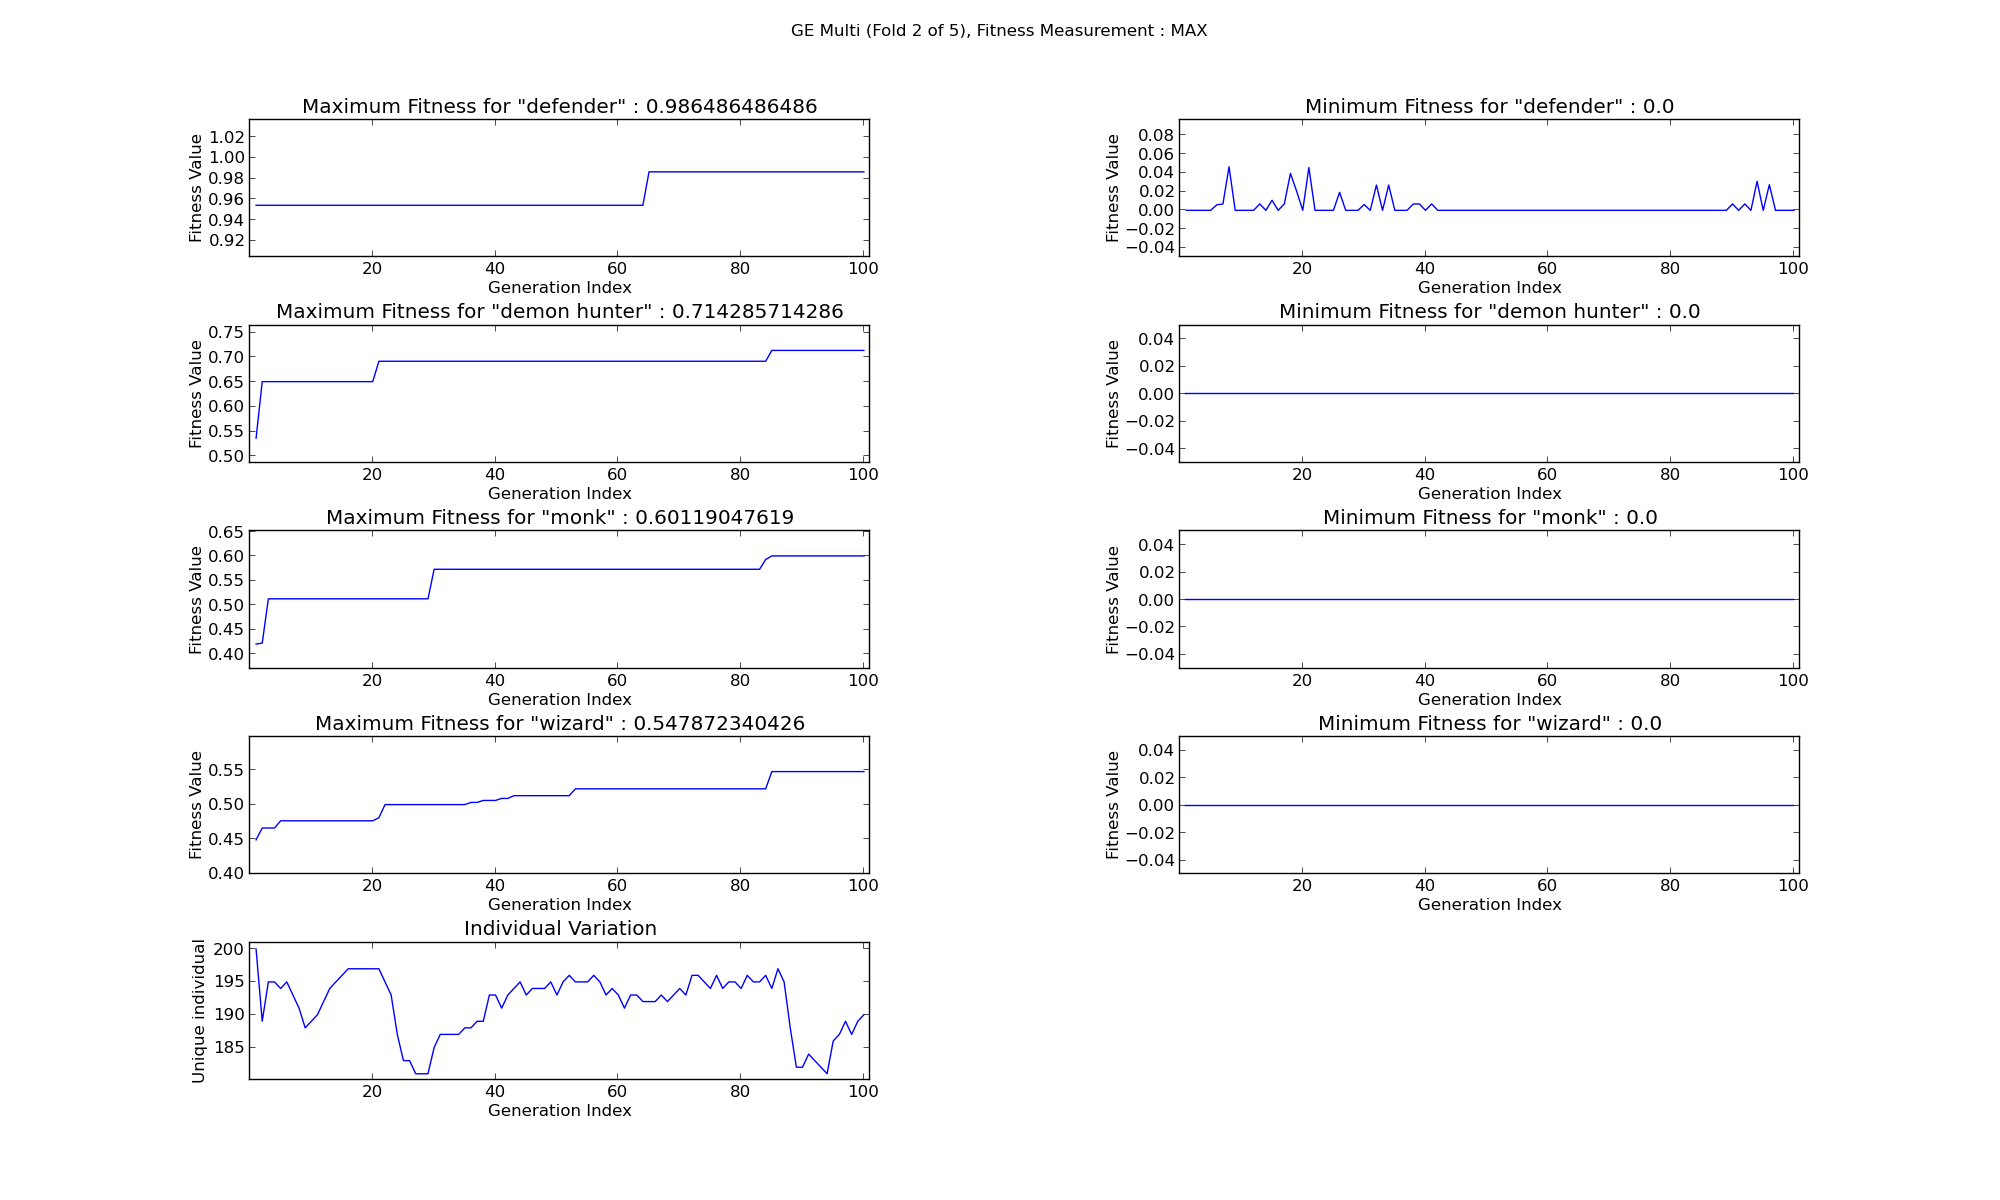 GE Multi (Fold 2 of 5), Fitness Measurement : MAX
Maximum Fitness for "defender" : 0.986486486486
Fitness Value
1.02
1.00
0.98
0.96
0.94
0.92
20 40 60 80 100
Generation Index
Minimum Fitness for "defender" : 0.0
Fitness Value
0.08
0.06
0.04
0.02
0.00
−0.02
−0.04
20 40 60 80 100
Generation Index
Maximum Fitness for "demon hunter" : 0.714285714286
Fitness Value
0.75
0.70
0.65
0.60
0.55
0.50
20 40 60 80 100
Generation Index
Minimum Fitness for "demon hunter" : 0.0
Fitness Value
0.04
0.02
0.00
−0.02
−0.04
20 40 60 80 100
Generation Index
Maximum Fitness for "monk" : 0.60119047619
Fitness Value
0.65
0.60
0.55
0.50
0.45
0.40
20 40 60 80 100
Generation Index
Minimum Fitness for "monk" : 0.0
Fitness Value
0.04
0.02
0.00
−0.02
−0.04
20 40 60 80 100
Generation Index
Maximum Fitness for "wizard" : 0.547872340426
Fitness Value
0.55
0.50
0.45
0.40
20 40 60 80 100
Generation Index
Minimum Fitness for "wizard" : 0.0
Fitness Value
0.04
0.02
0.00
−0.02
−0.04
20 40 60 80 100
Generation Index
Individual Variation
Unique individual
200
195
190
185
20 40 60 80 100
Generation Index